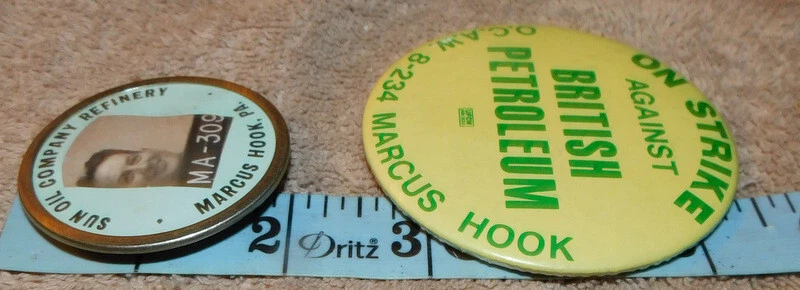 SUN OIL COMPANY REFINERY
MA-309
MARCUS HOOK, PA.
ON STRIKE
AGAINST
BRITISH
PETROLEUM
O.C.A.W. 8-234 MARCUS HOOK
2
Dritz®
3